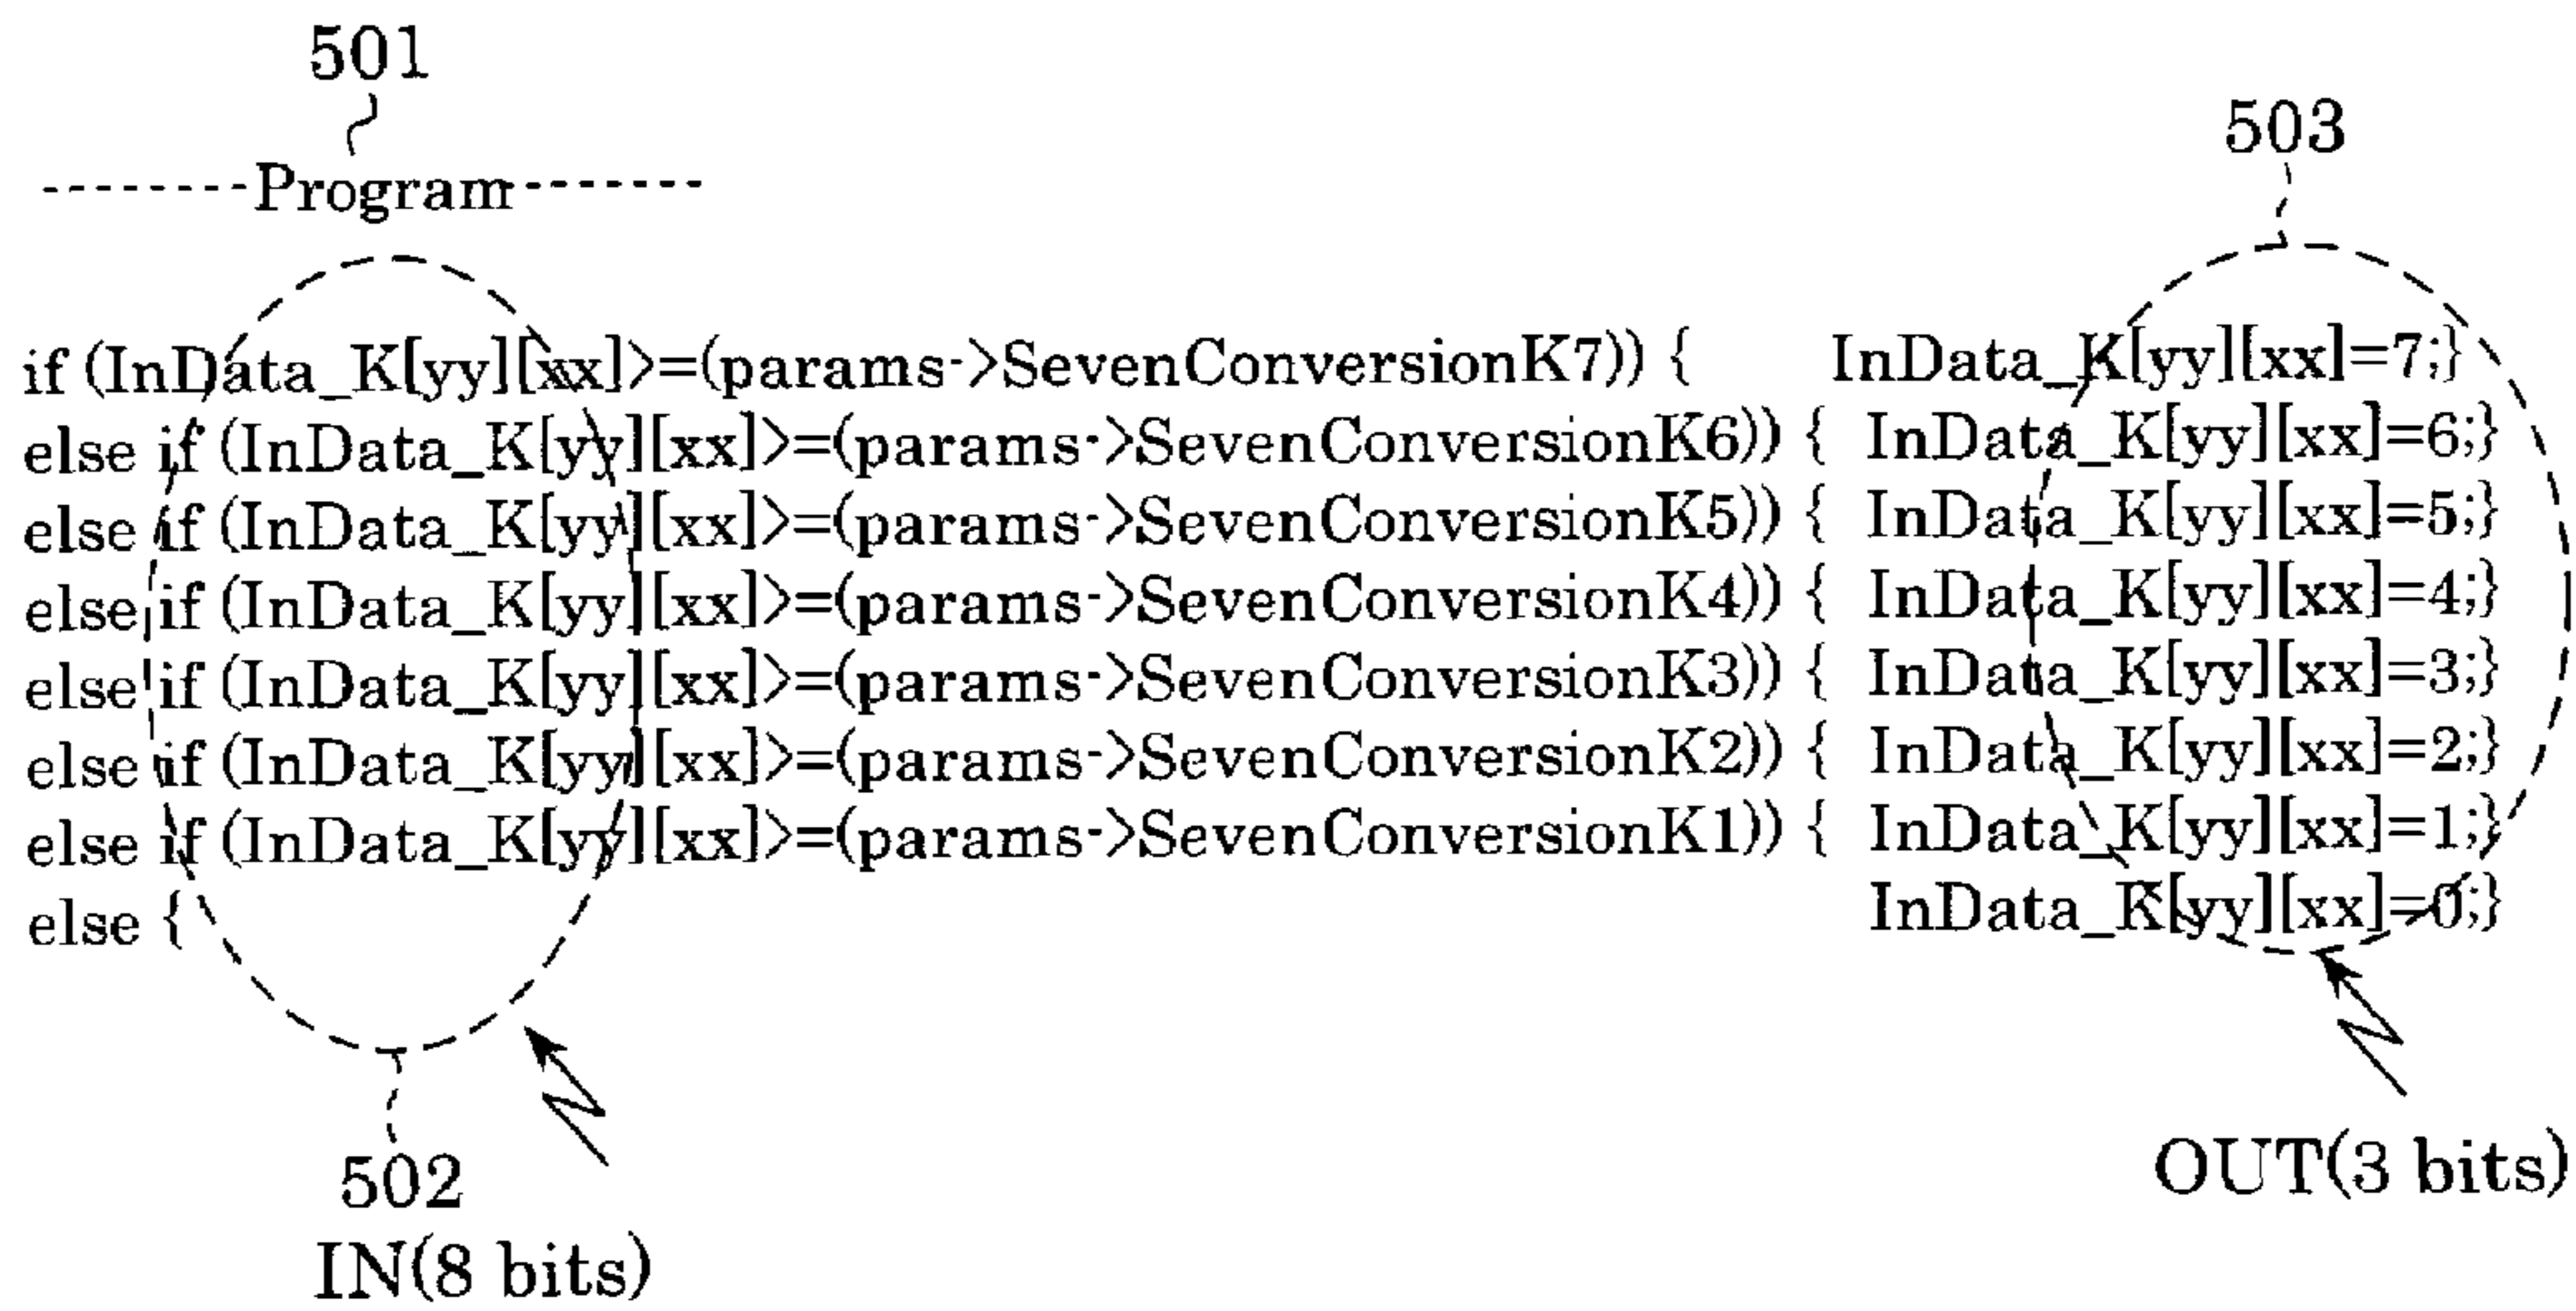 501
503
--------Program-------
if (InData_K[yy][xx]>=(params->SevenConversionK7)) { InData_K[yy][xx]=7;}
else if (InData_K[yy][xx]>=(params->SevenConversionK6)) { InData_K[yy][xx]=6;}
else if (InData_K[yy][xx]>=(params->SevenConversionK5)) { InData_K[yy][xx]=5;}
else if (InData_K[yy][xx]>=(params->SevenConversionK4)) { InData_K[yy][xx]=4;}
else if (InData_K[yy][xx]>=(params->SevenConversionK3)) { InData_K[yy][xx]=3;}
else if (InData_K[yy][xx]>=(params->SevenConversionK2)) { InData_K[yy][xx]=2;}
else if (InData_K[yy][xx]>=(params->SevenConversionK1)) { InData_K[yy][xx]=1;}
else { InData_K[yy][xx]=0;}
502
IN(8 bits)
OUT(3 bits)